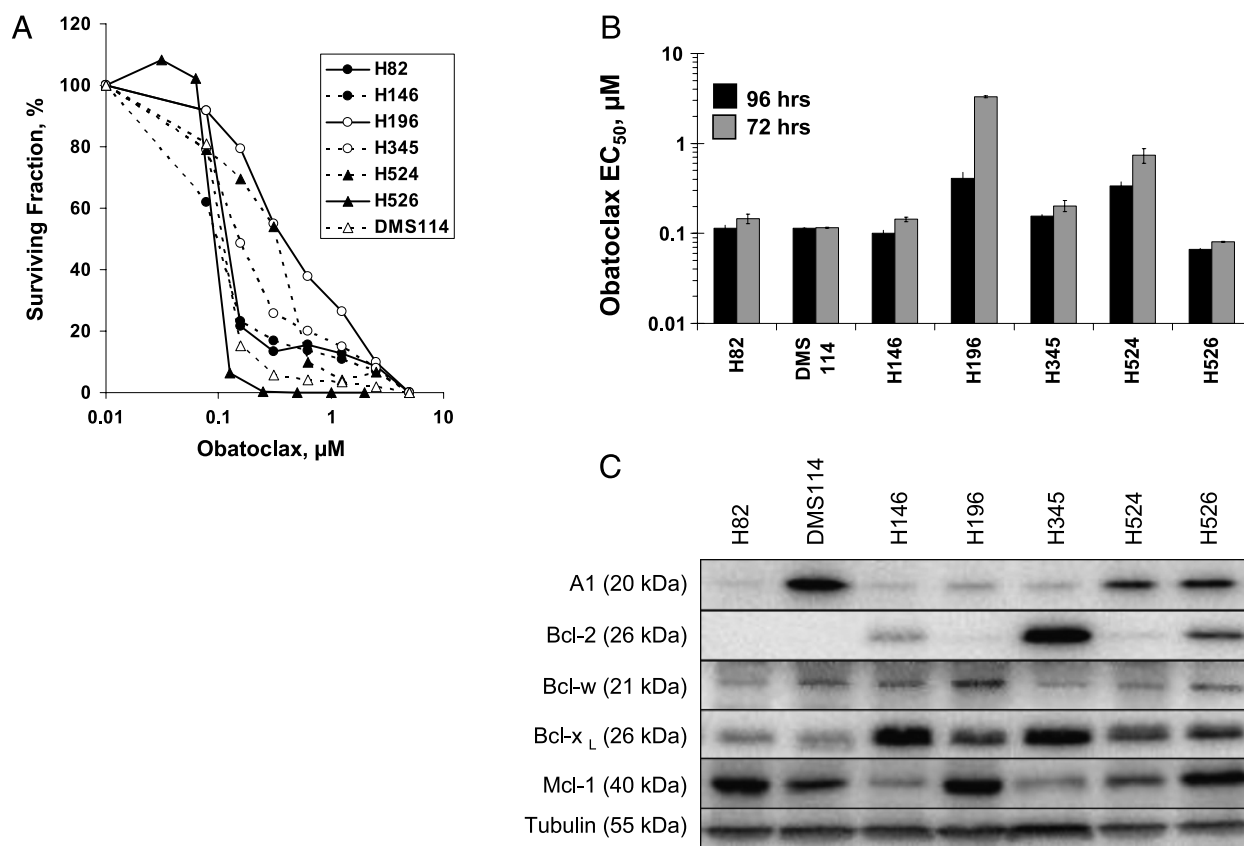 A
120
100
80
60
40
20
0
Surviving Fraction, %
0.01
0.1
1
10
Obatoclax, µM
H82
H146
H196
H345
H524
H526
DMS114
B
10
1
0.1
0.01
Obatoclax EC50, µM
96 hrs
72 hrs
H82
DMS
114
H146
H196
H345
H524
H526
C
H82
DMS114
H146
H196
H345
H524
H526
A1 (20 kDa)
Bcl-2 (26 kDa)
Bcl-w (21 kDa)
Bcl-x L (26 kDa)
Mcl-1 (40 kDa)
Tubulin (55 kDa)